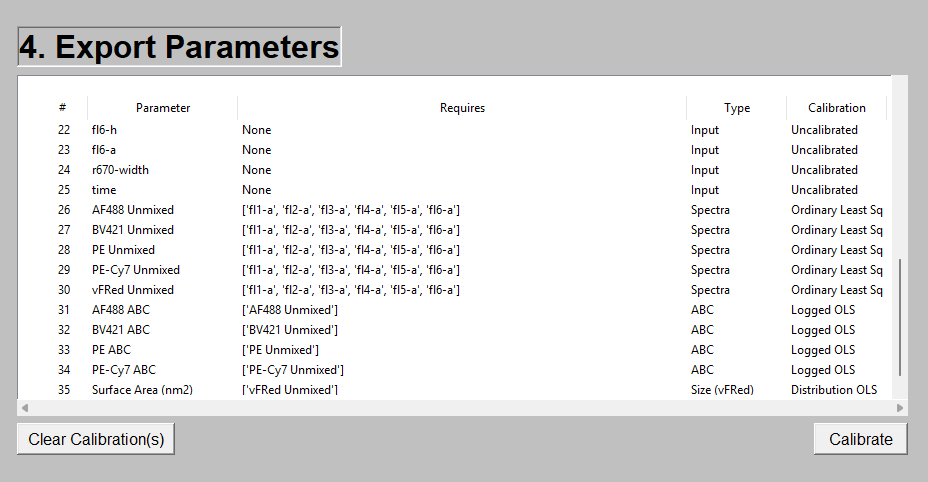 4. Export Parameters
# Parameter Requires Type Calibration
22 fl6-h None Input Uncalibrated
23 fl6-a None Input Uncalibrated
24 r670-width None Input Uncalibrated
25 time None Input Uncalibrated
26 AF488 Unmixed ['fl1-a', 'fl2-a', 'fl3-a', 'fl4-a', 'fl5-a', 'fl6-a'] Spectra Ordinary Least Sq
27 BV421 Unmixed ['fl1-a', 'fl2-a', 'fl3-a', 'fl4-a', 'fl5-a', 'fl6-a'] Spectra Ordinary Least Sq
28 PE Unmixed ['fl1-a', 'fl2-a', 'fl3-a', 'fl4-a', 'fl5-a', 'fl6-a'] Spectra Ordinary Least Sq
29 PE-Cy7 Unmixed ['fl1-a', 'fl2-a', 'fl3-a', 'fl4-a', 'fl5-a', 'fl6-a'] Spectra Ordinary Least Sq
30 vFRed Unmixed ['fl1-a', 'fl2-a', 'fl3-a', 'fl4-a', 'fl5-a', 'fl6-a'] Spectra Ordinary Least Sq
31 AF488 ABC ['AF488 Unmixed'] ABC Logged OLS
32 BV421 ABC ['BV421 Unmixed'] ABC Logged OLS
33 PE ABC ['PE Unmixed'] ABC Logged OLS
34 PE-Cy7 ABC ['PE-Cy7 Unmixed'] ABC Logged OLS
35 Surface Area (nm2) ['vFRed Unmixed'] Size (vFRed) Distribution OLS
Clear Calibration(s) Calibrate